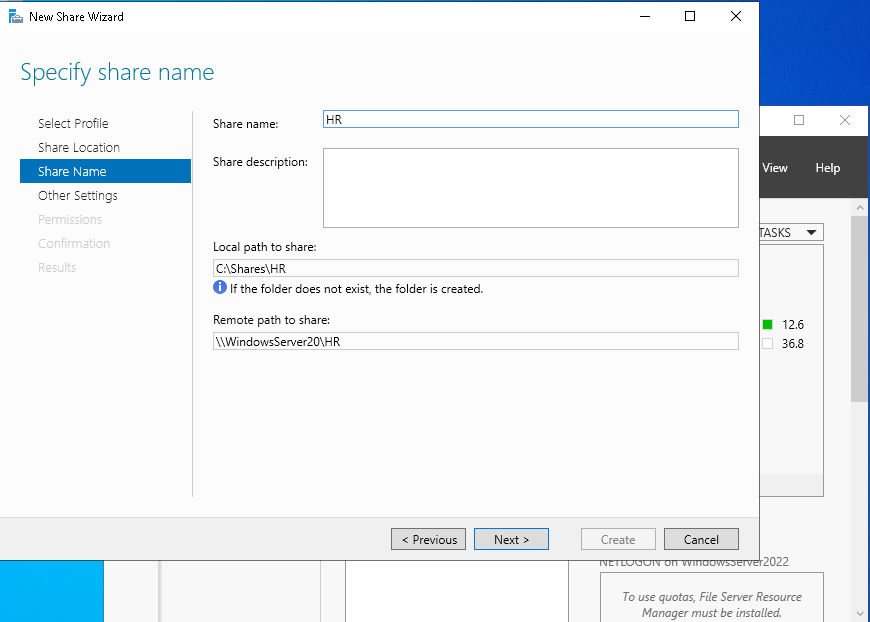 New Share Wizard
Specify share name
Select Profile
Share Location
Share Name
Other Settings
Permissions
Confirmation
Results
Share name:
HR
Share description:
Local path to share:
C:\Shares\HR
If the folder does not exist, the folder is created.
Remote path to share:
\\WindowsServer20\HR
< Previous
Next >
Create
Cancel
View
Help
TASKS
12.6
36.8
NETLOGON on WindowsServer2022
To use quotas, File Server Resource
Manager must be installed.